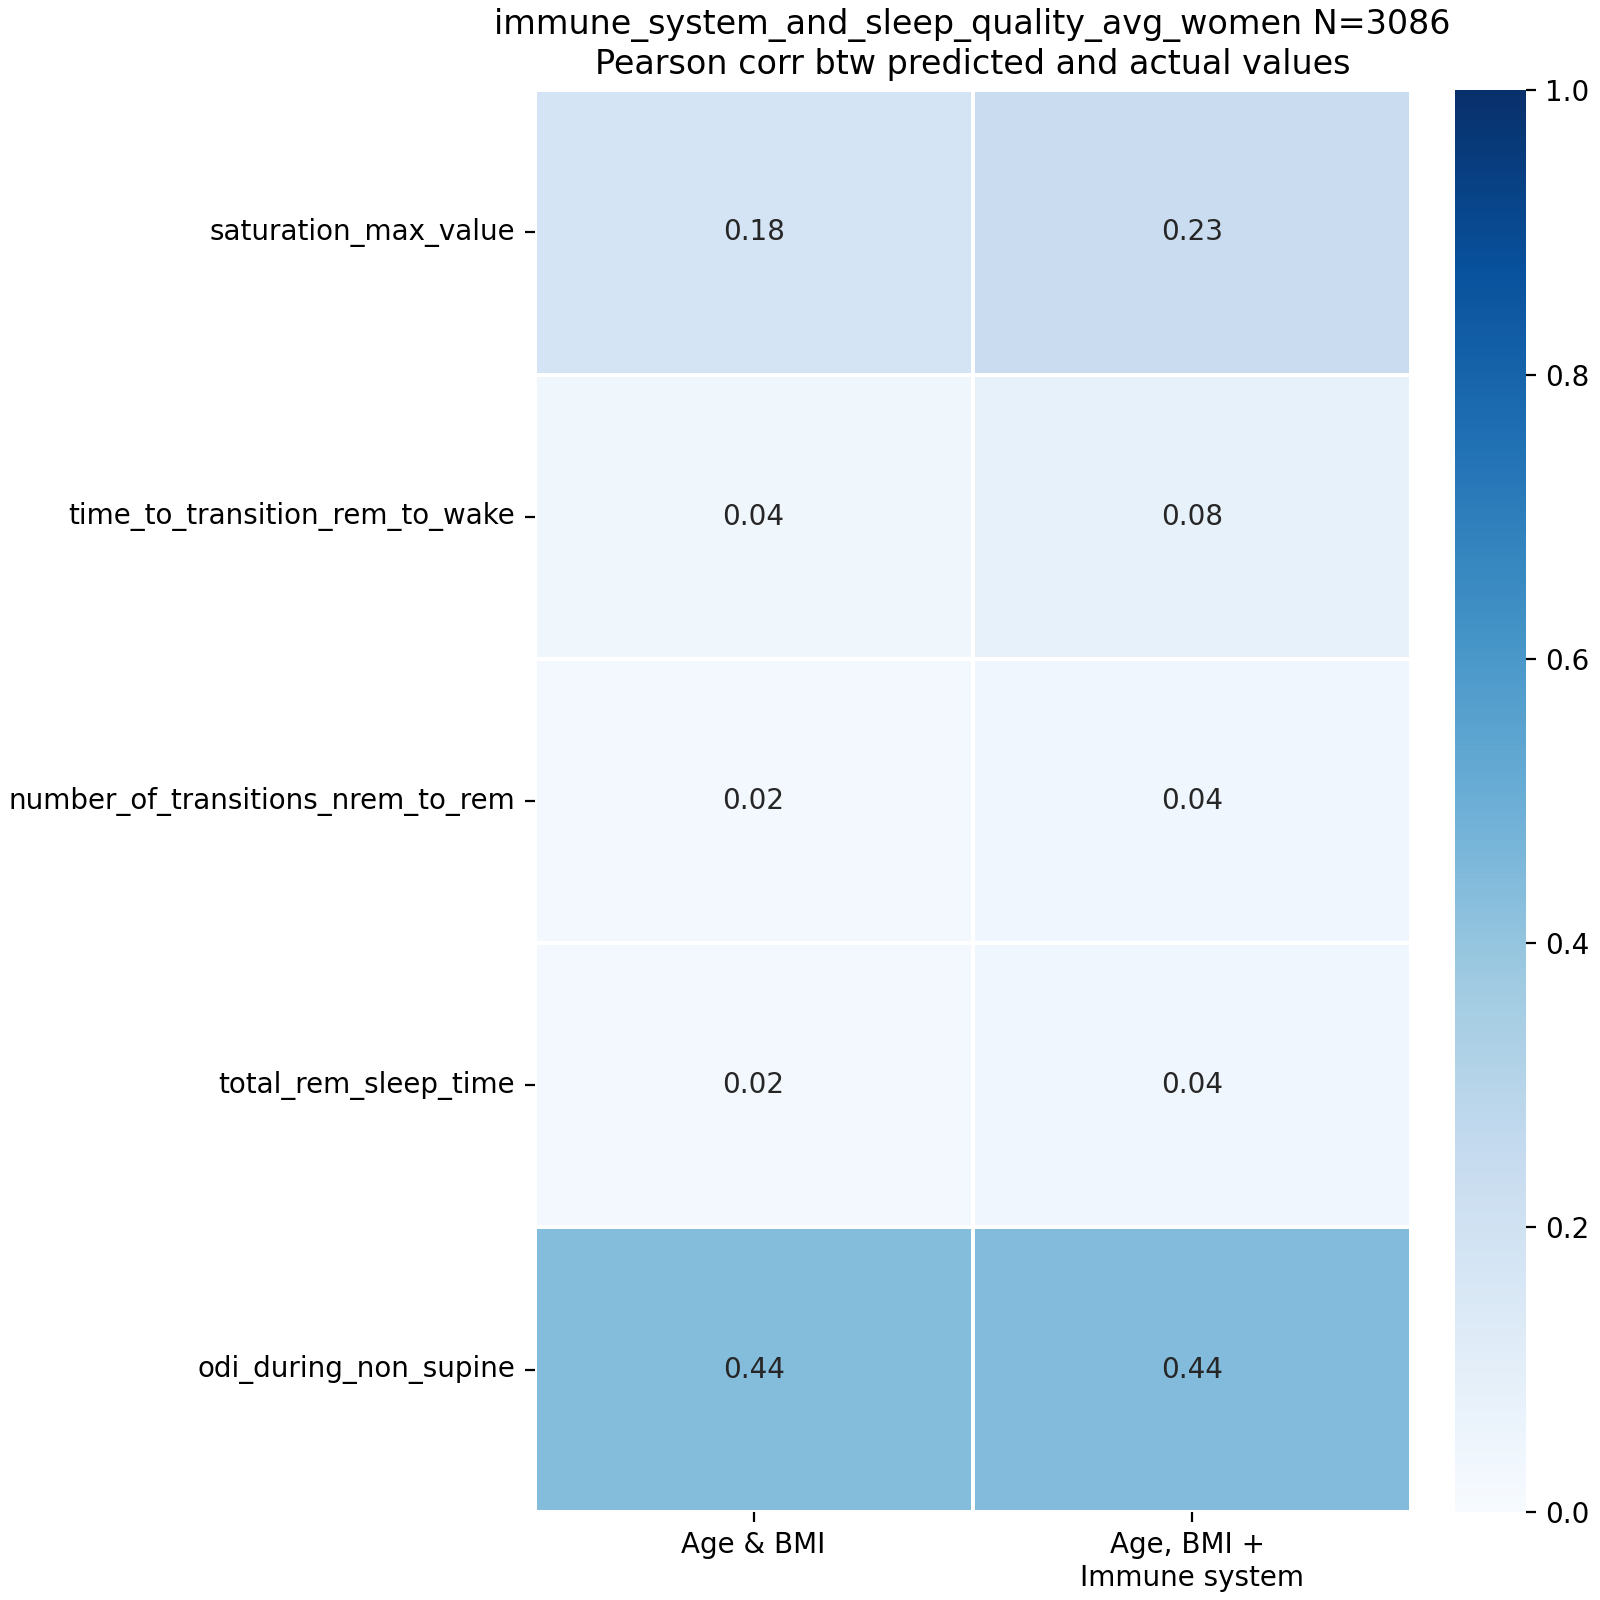 immune_system_and_sleep_quality_avg_women N=3086
Pearson corr btw predicted and actual values
saturation_max_value
0.18
0.23
time_to_transition_rem_to_wake
0.04
0.08
number_of_transitions_nrem_to_rem
0.02
0.04
total_rem_sleep_time
0.02
0.04
odi_during_non_supine
0.44
0.44
Age & BMI
Age, BMI +
Immune system
1.0
0.8
0.6
0.4
0.2
0.0